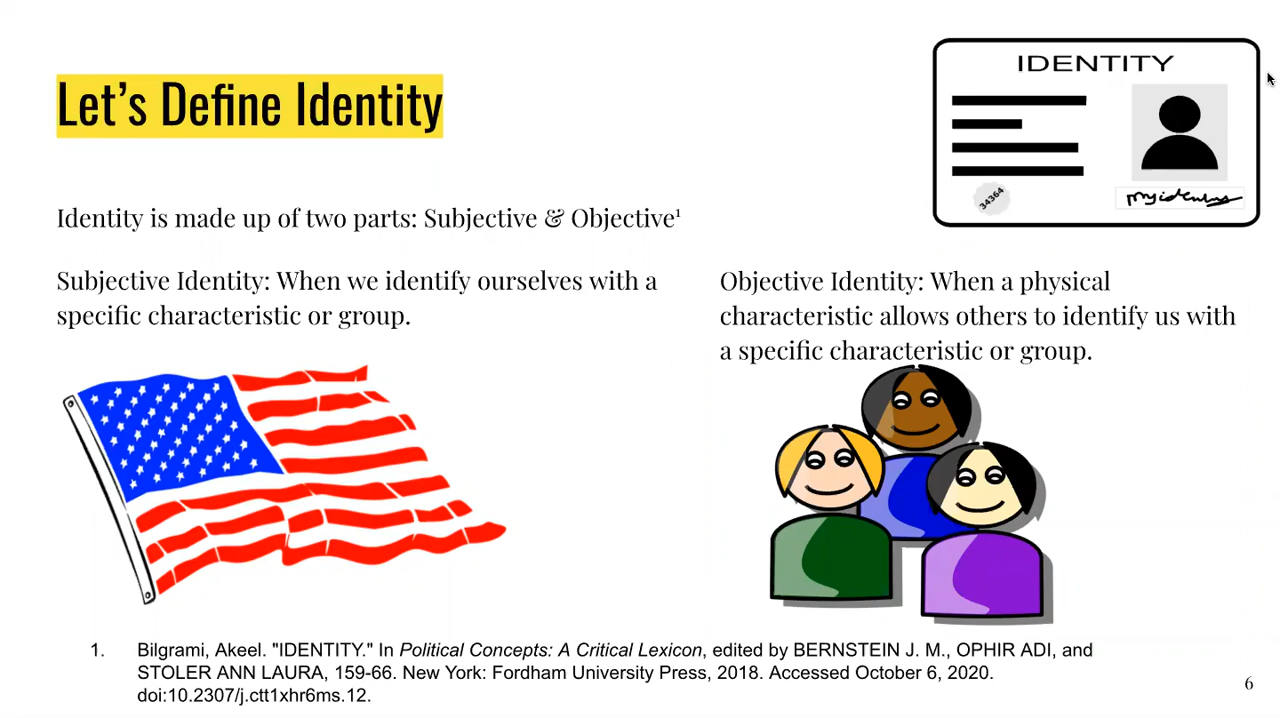 IDENTITY
34364
Let's Define Identity
Identity is made up of two parts: Subjective & Objective¹
Subjective Identity: When we identify ourselves with a
specific characteristic or group.
Objective Identity: When a physical
characteristic allows others to identify us with
a specific characteristic or group.
1. Bilgrami, Akeel. "IDENTITY." In Political Concepts: A Critical Lexicon, edited by BERNSTEIN J. M., OPHIR ADI, and
STOLER ANN LAURA, 159-66. New York: Fordham University Press, 2018. Accessed October 6, 2020.
doi:10.2307/j.ctt1xhr6ms.12.
6